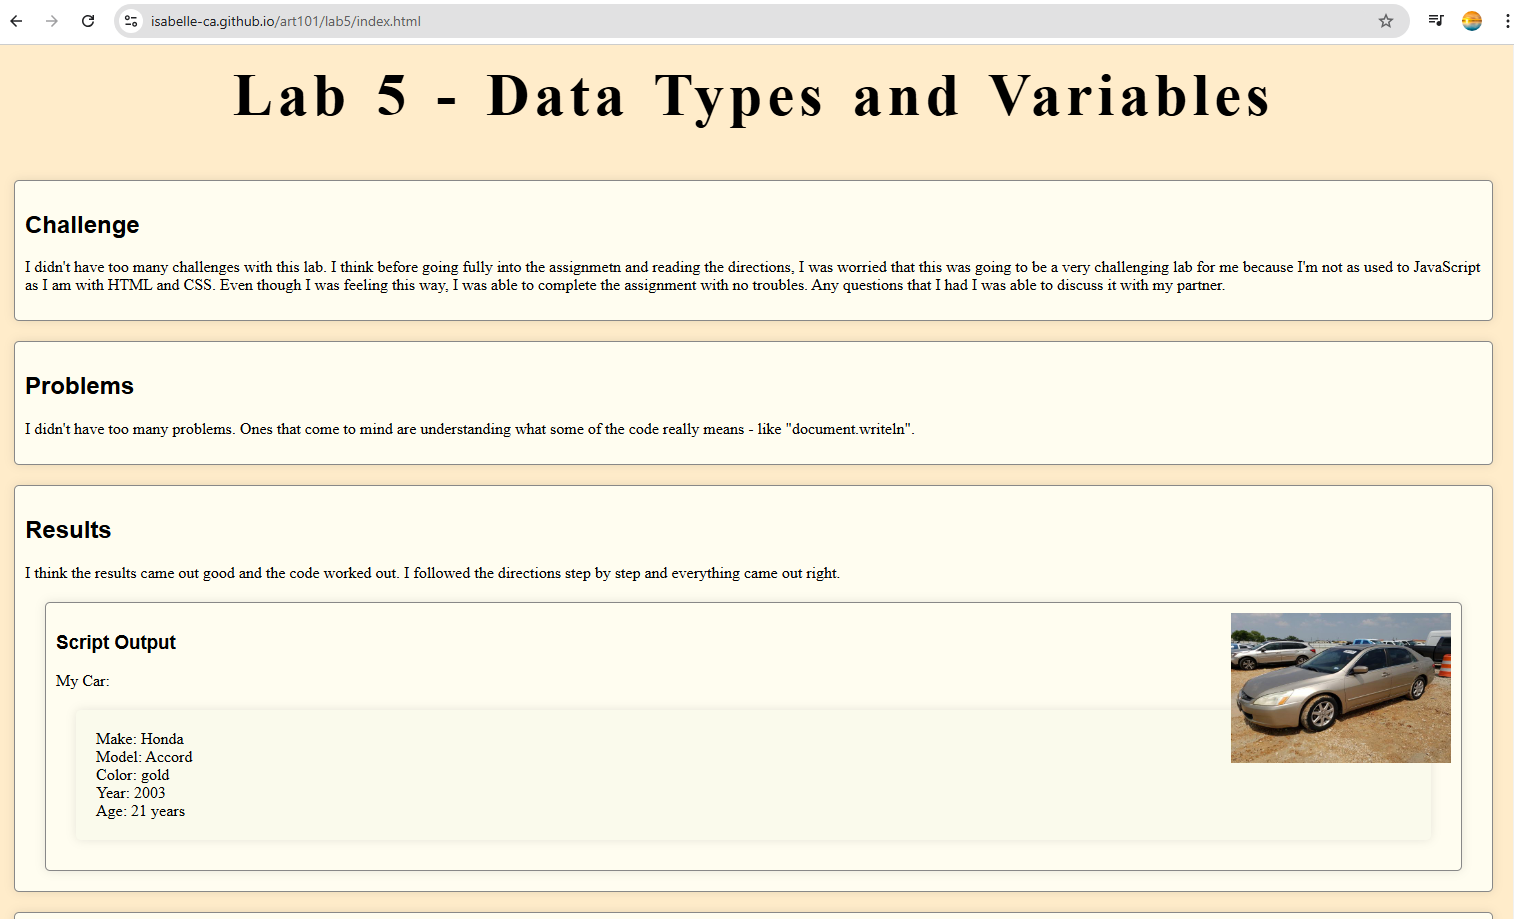 isabelle-ca.github.io/art101/lab5/index.html
Lab 5 - Data Types and Variables
Challenge
I didn't have too many challenges with this lab. I think before going fully into the assignmetn and reading the directions, I was worried that this was going to be a very challenging lab for me because I'm not as used to JavaScript
as I am with HTML and CSS. Even though I was feeling this way, I was able to complete the assignment with no troubles. Any questions that I had I was able to discuss it with my partner.
Problems
I didn't have too many problems. Ones that come to mind are understanding what some of the code really means - like "document.writeln".
Results
I think the results came out good and the code worked out. I followed the directions step by step and everything came out right.
Script Output
My Car:
Make: Honda
Model: Accord
Color: gold
Year: 2003
Age: 21 years